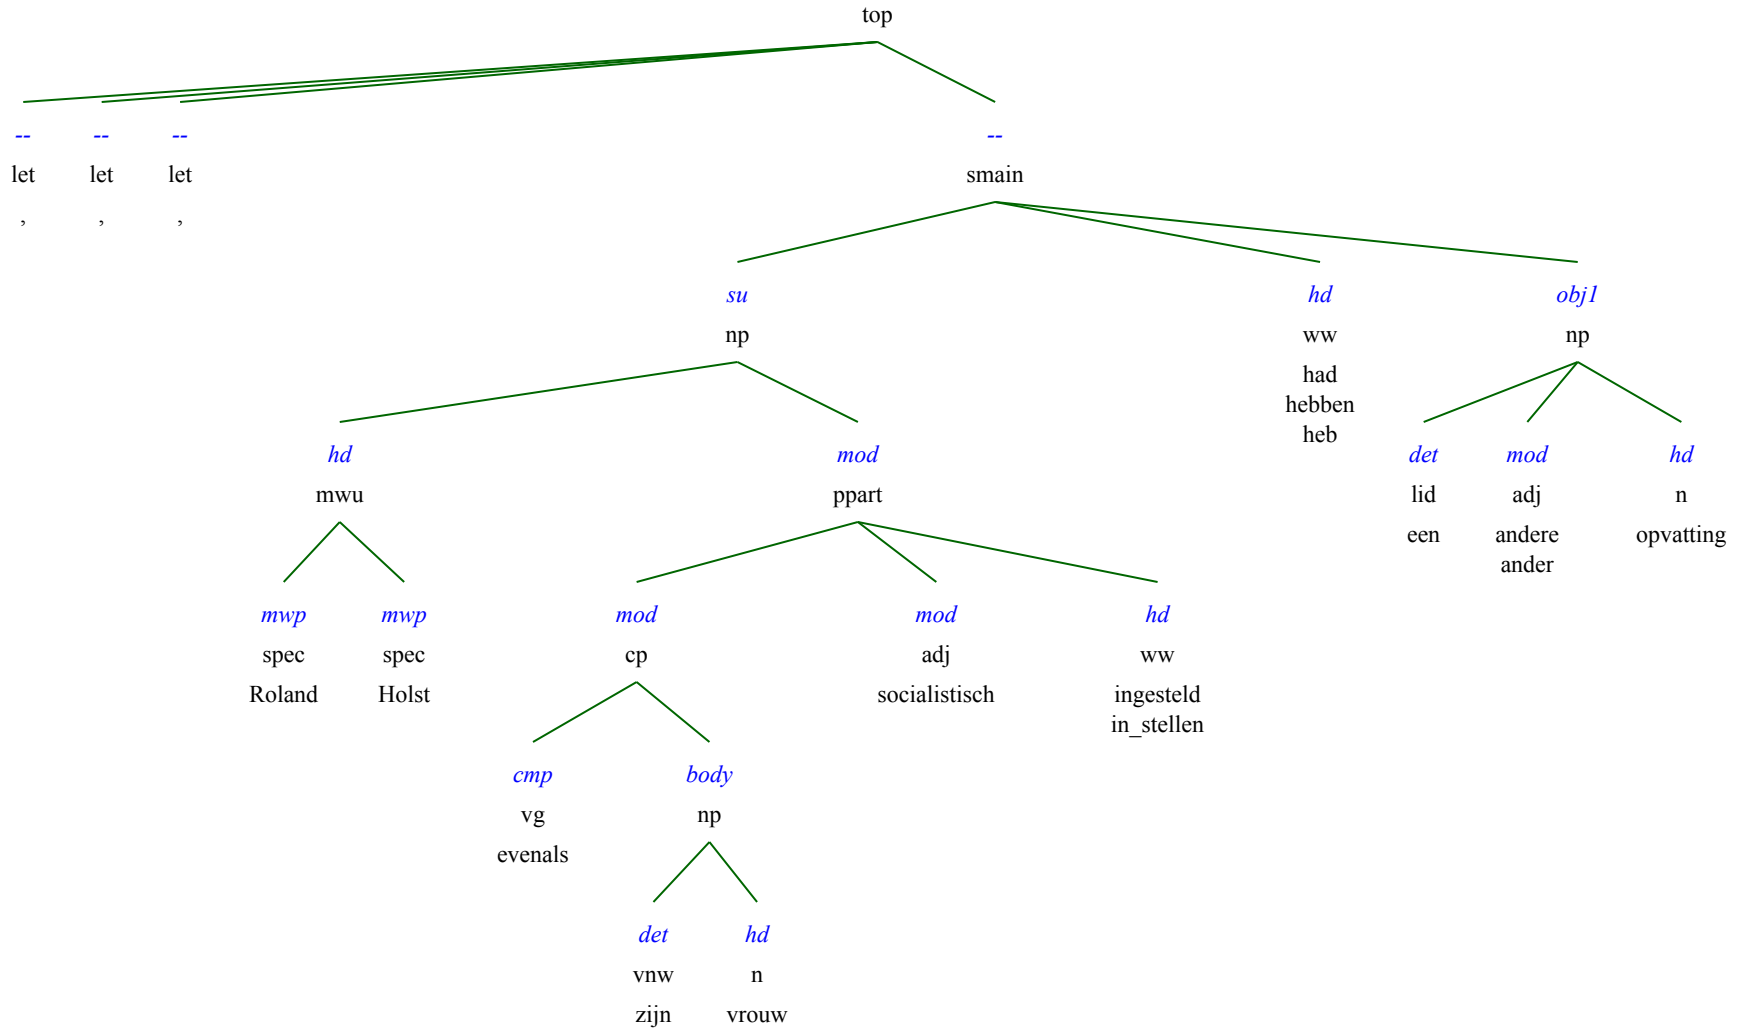 top
-- -- -- --
let let let smain
, , ,
su hd obj1
np ww np
had
hebben
heb
hd mod det mod hd
mwu ppart lid adj n
een andere opvatting
ander
mwp mwp mod mod hd
spec spec cp adj ww
Roland Holst socialistisch ingesteld
in_stellen
cmp body
vg np
evenals
det hd
vnw n
zijn vrouw